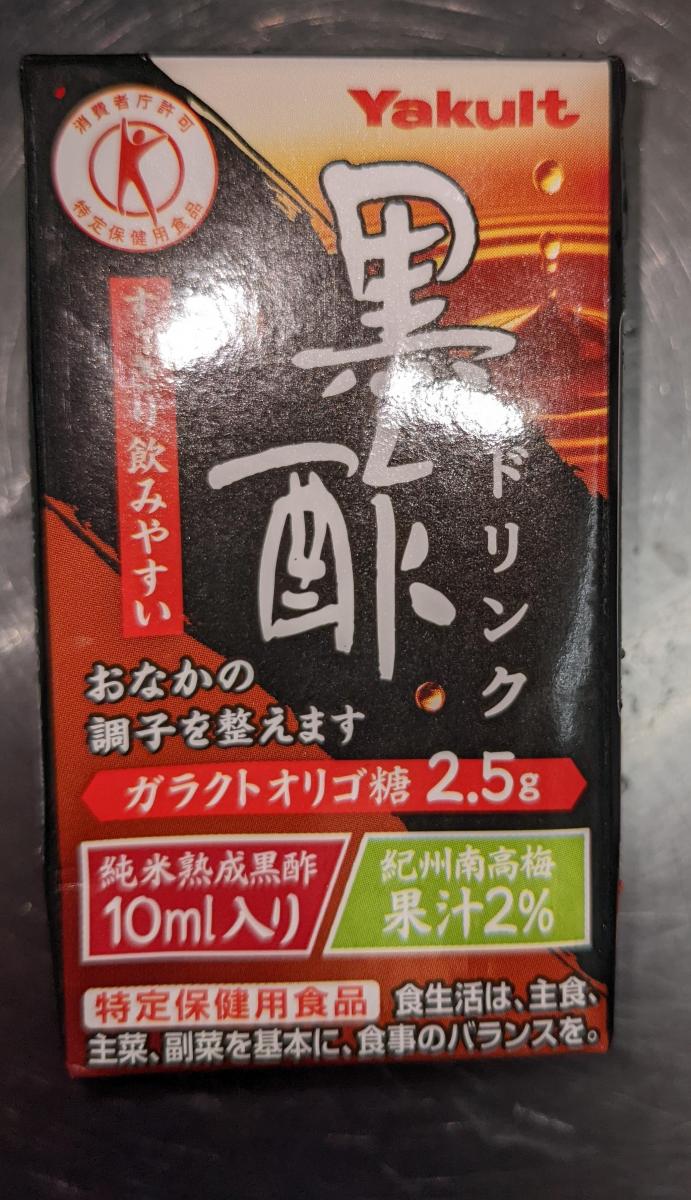 消費者庁許可
特定保健用食品
Yakult
黒酢
ドリンク
飲みやすい
おなかの
調子を整えます
ガラクトオリゴ糖 2.5g
純米熟成黒酢
10ml入り
紀州南高梅
果汁2%
特定保健用食品 食生活は、主食、
主菜、副菜を基本に、食事のバランスを。